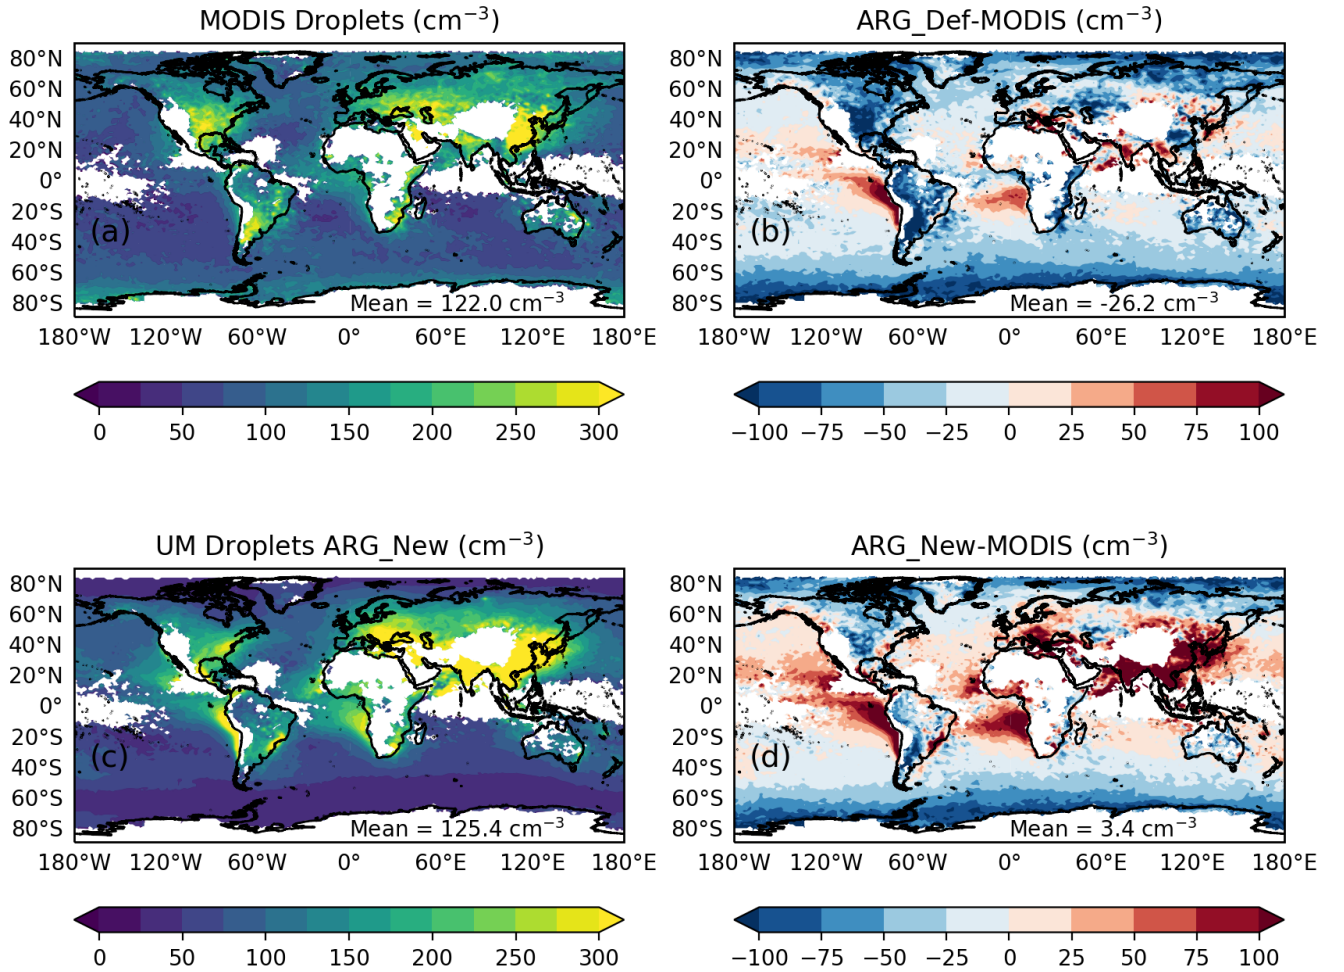 MODIS Droplets (cm⁻³)
80°N
60°N
40°N
20°N
0°
20°S
40°S
60°S
80°S
(a)
Mean = 122.0 cm⁻³
180°W 120°W 60°W 0° 60°E 120°E 180°E
0 50 100 150 200 250 300
ARG_Def-MODIS (cm⁻³)
80°N
60°N
40°N
20°N
0°
20°S
40°S
60°S
80°S
(b)
Mean = -26.2 cm⁻³
180°W 120°W 60°W 0° 60°E 120°E 180°E
−100 −75 −50 −25 0 25 50 75 100
UM Droplets ARG_New (cm⁻³)
80°N
60°N
40°N
20°N
0°
20°S
40°S
60°S
80°S
(c)
Mean = 125.4 cm⁻³
180°W 120°W 60°W 0° 60°E 120°E 180°E
0 50 100 150 200 250 300
ARG_New-MODIS (cm⁻³)
80°N
60°N
40°N
20°N
0°
20°S
40°S
60°S
80°S
(d)
Mean = 3.4 cm⁻³
180°W 120°W 60°W 0° 60°E 120°E 180°E
−100 −75 −50 −25 0 25 50 75 100